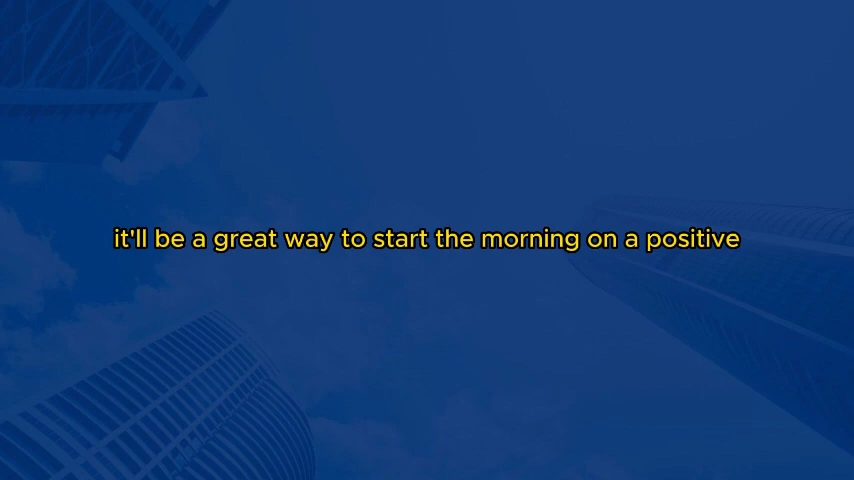 it'll be a great way to start the morning on a positive